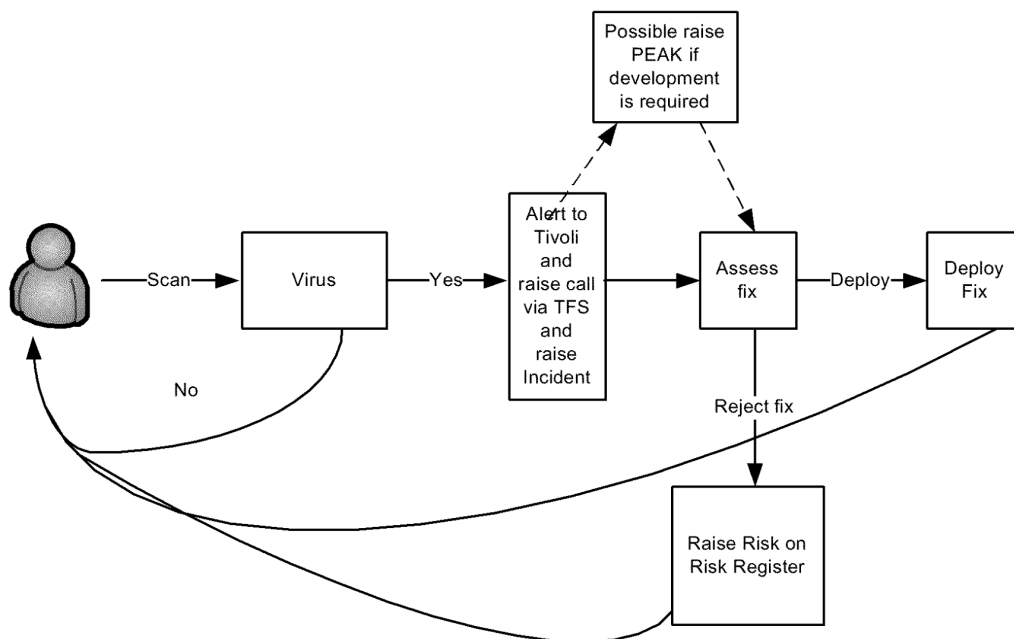 Possible raise
PEAK if
development
is required
Alert to
Tivoli
and
raise call
via TFS
and
raise
Incident
Scan
Virus
Yes
Assess
fix
Deploy
Deploy
Fix
No
Reject fix
Raise Risk on
Risk Register